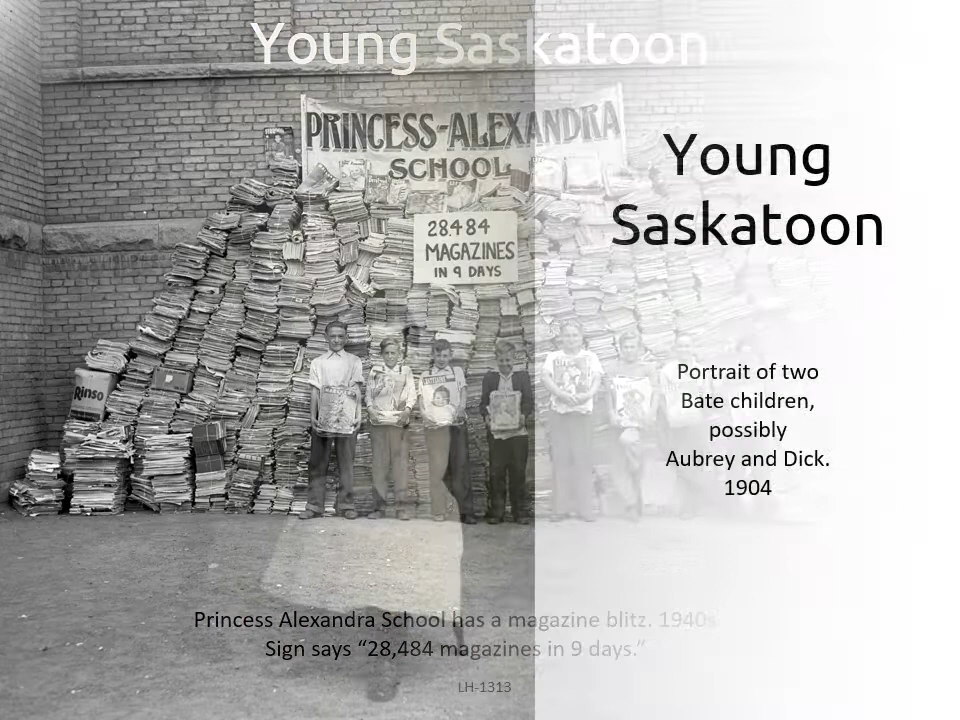 Young Saskatoon
PRINCESS-ALEXANDRA
SCHOOL
28484
MAGAZINES
IN 9 DAYS
Rinso
Young
Saskatoon
Portrait of two
Bate children,
possibly
Aubrey and Dick.
1904
Princess Alexandra School has a magazine blitz. 1940s
Sign says “28,484 magazines in 9 days.”
LH-1313